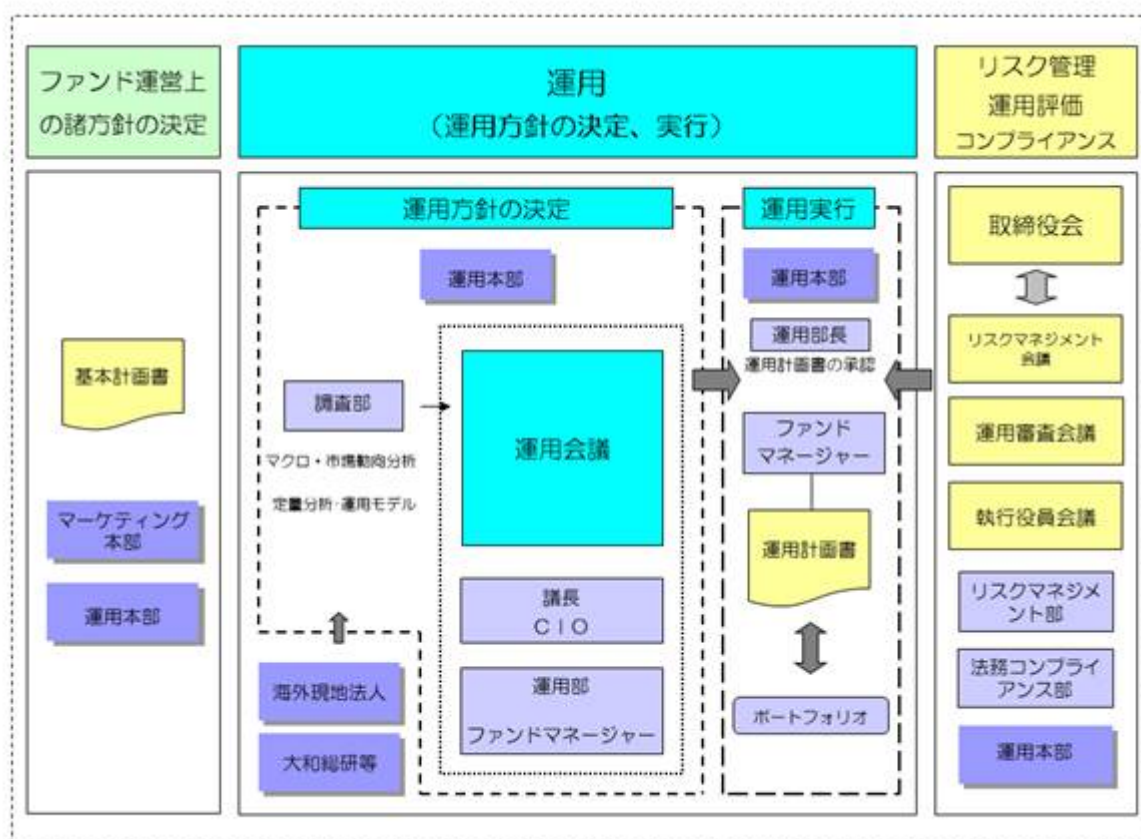 ファンド運営上
の諸方針の決定
運用
（運用方針の決定、実行）
リスク管理
運用評価
コンプライアンス
基本計画書
マーケティング
本部
運用本部
運用方針の決定
運用本部
調査部
マクロ・市場動向分析
定量分析・運用モデル
運用会議
議長
ＣＩＯ
運用部
ファンドマネージャー
海外現地法人
大和総研等
運用実行
運用本部
運用部長
運用計画書の承認
ファンド
マネージャー
運用計画書
ポートフォリオ
取締役会
リスクマネジメント
会議
運用審査会議
執行役員会議
リスクマネジメ
ント部
法務コンプライ
アンス部
運用本部